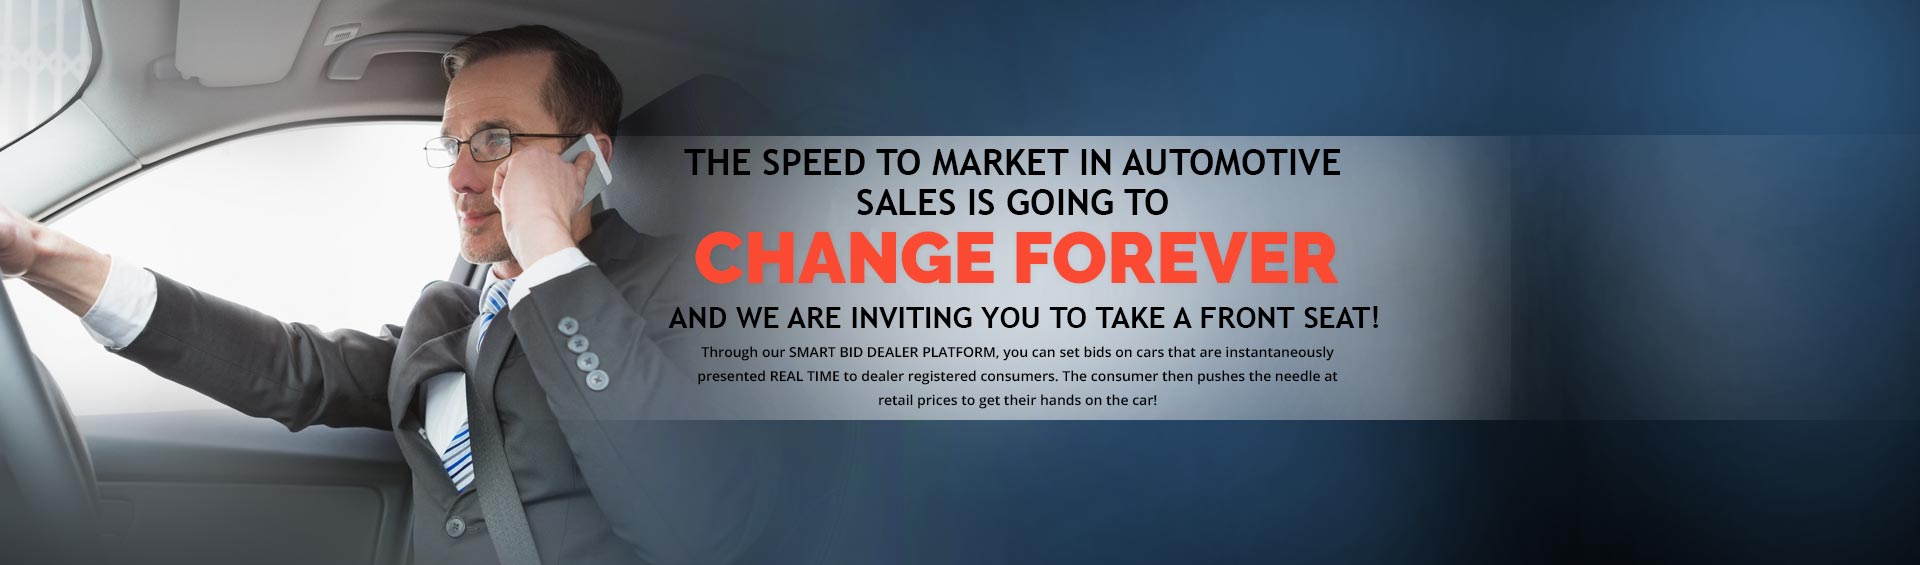 THE SPEED TO MARKET IN AUTOMOTIVE
SALES IS GOING TO
CHANGE FOREVER
AND WE ARE INVITING YOU TO TAKE A FRONT SEAT!
Through our SMART BID DEALER PLATFORM, you can set bids on cars that are instantaneously
presented REAL TIME to dealer registered consumers. The consumer then pushes the needle at
retail prices to get their hands on the car!